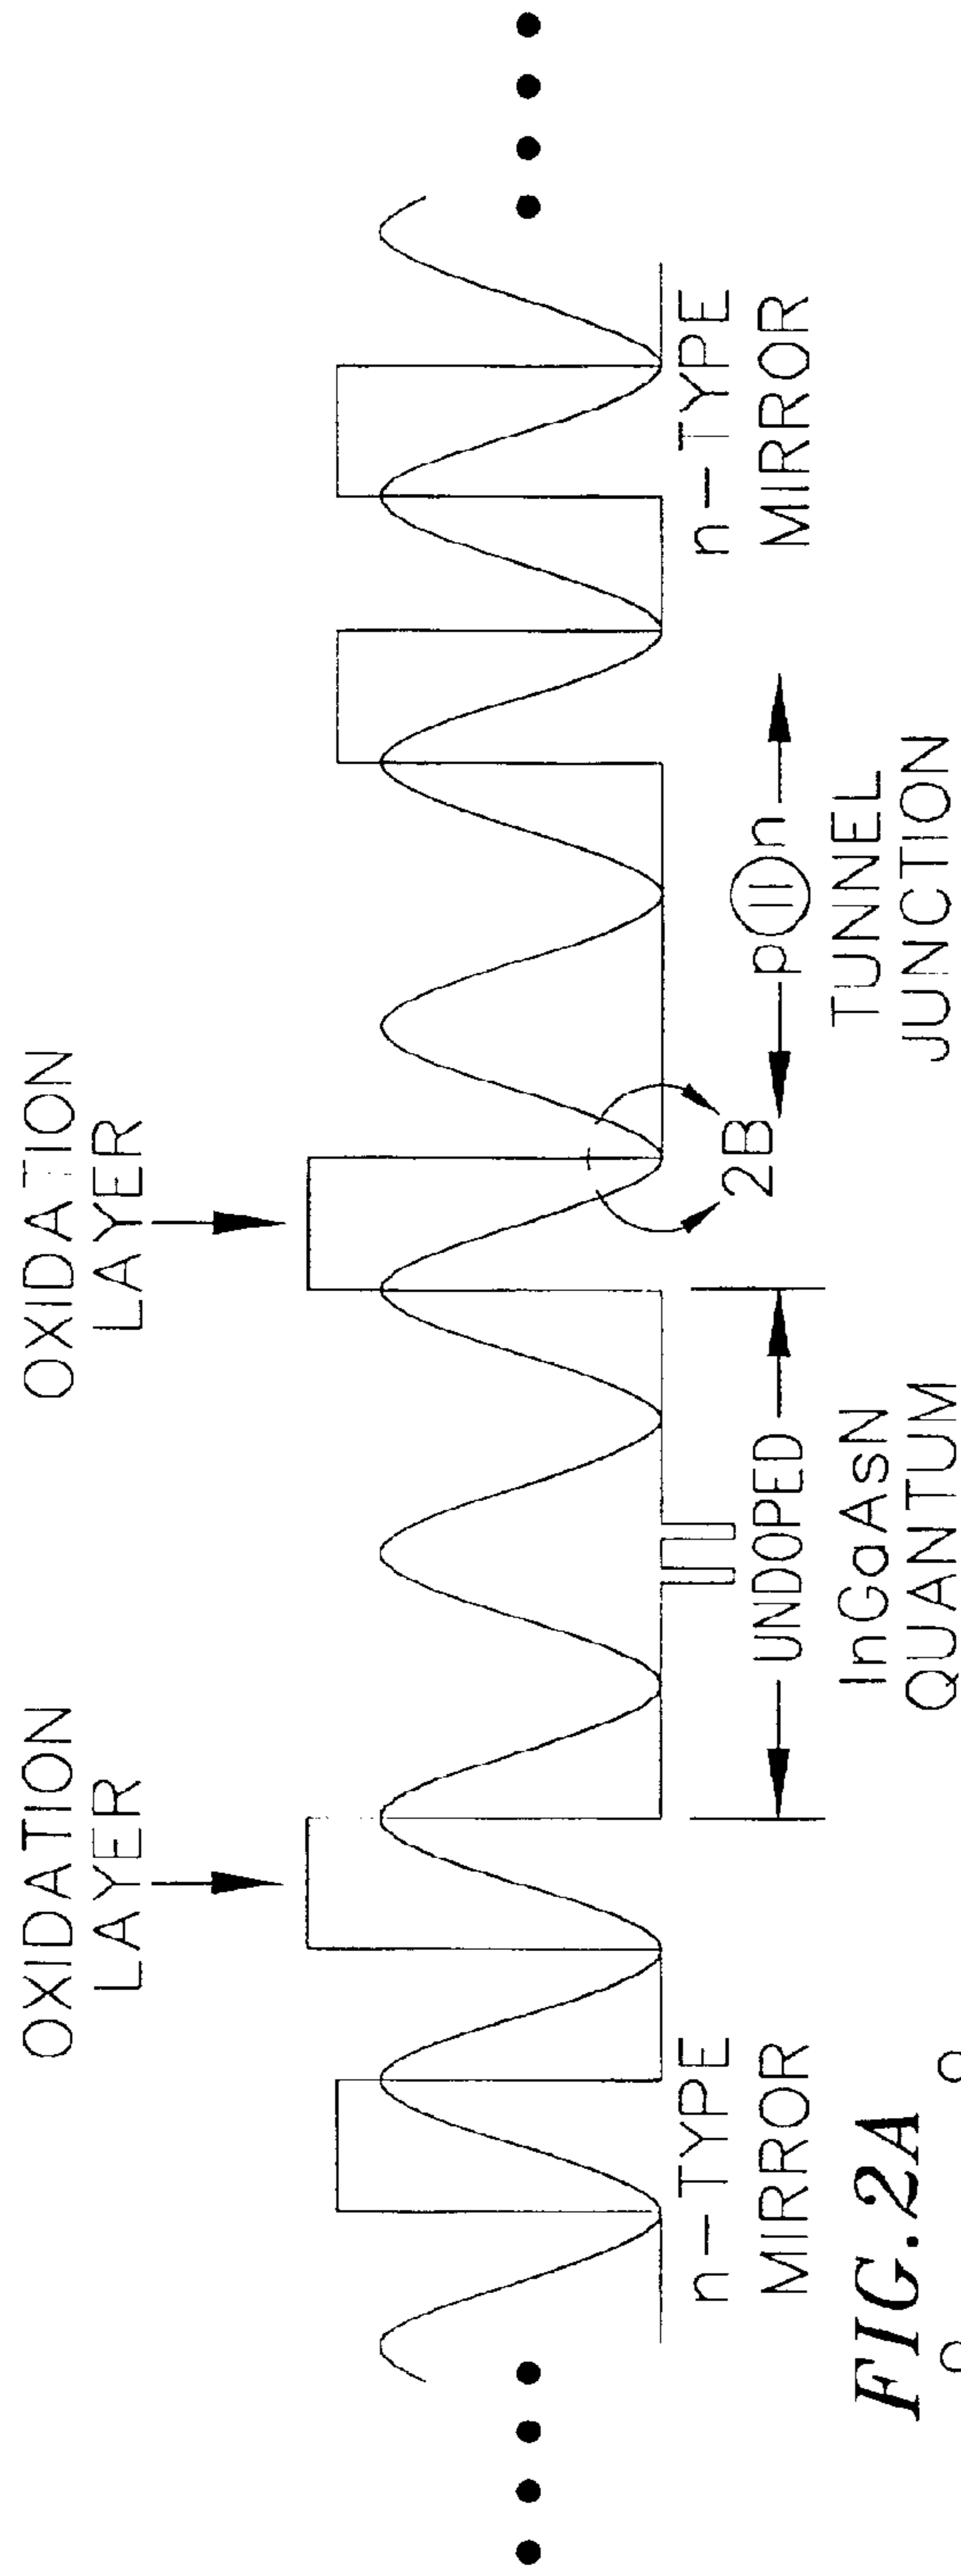 OXIDATION
LAYER
OXIDATION
LAYER
2B
n-TYPE
MIRROR
UNDOPED
InGaAsN
QUANTUM
p n
TUNNEL
JUNCTION
n-TYPE
MIRROR
FIG.2A